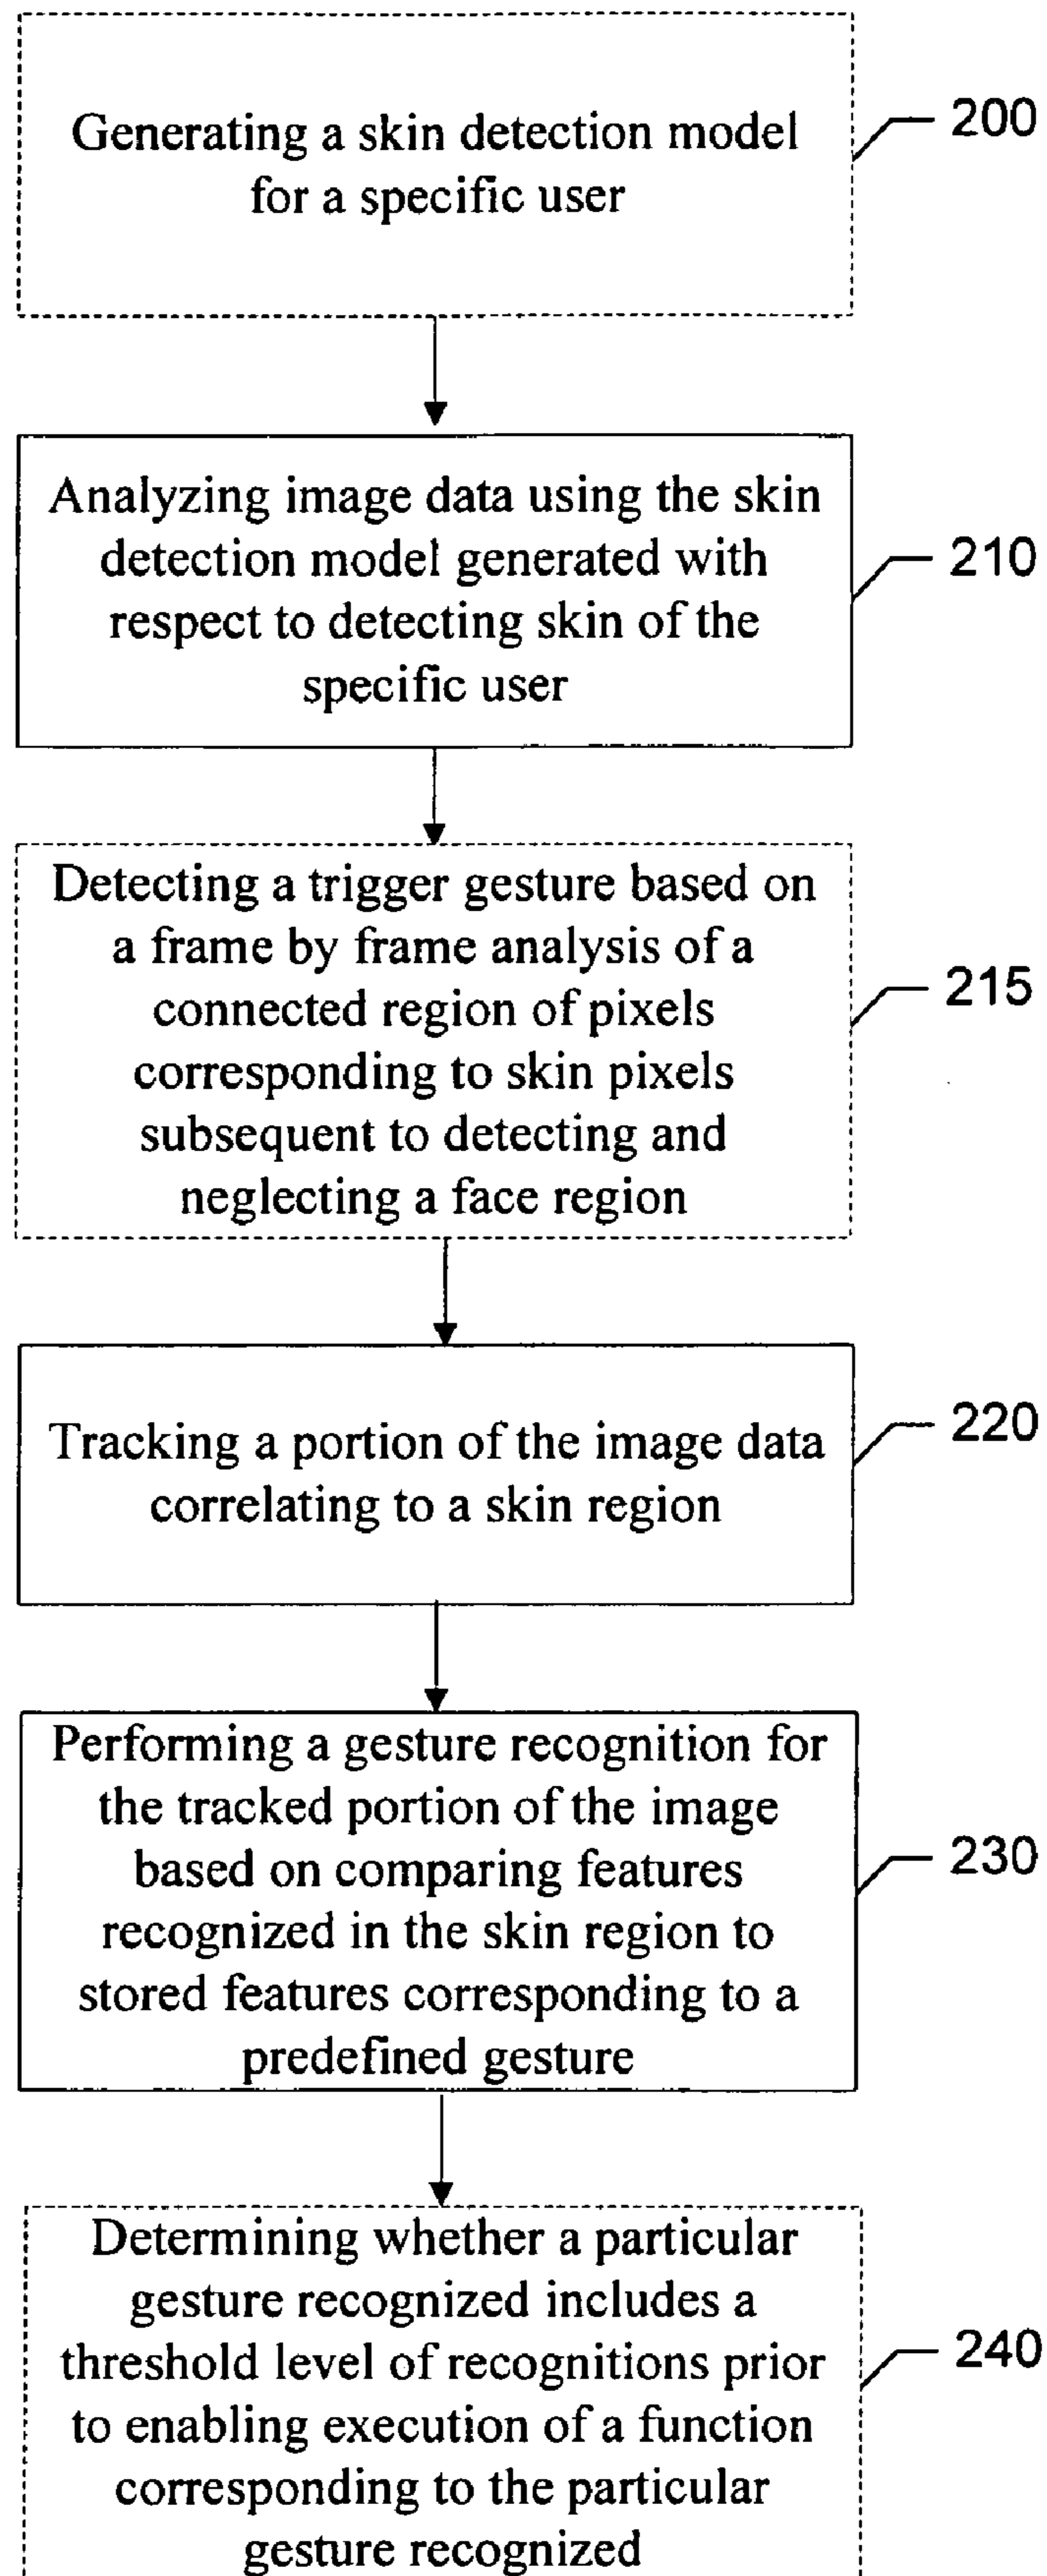 Generating a skin detection model
for a specific user
200
Analyzing image data using the skin
detection model generated with
respect to detecting skin of the
specific user
210
Detecting a trigger gesture based on
a frame by frame analysis of a
connected region of pixels
corresponding to skin pixels
subsequent to detecting and
neglecting a face region
215
Tracking a portion of the image data
correlating to a skin region
220
Performing a gesture recognition for
the tracked portion of the image
based on comparing features
recognized in the skin region to
stored features corresponding to a
predefined gesture
230
Determining whether a particular
gesture recognized includes a
threshold level of recognitions prior
to enabling execution of a function
corresponding to the particular
gesture recognized
240